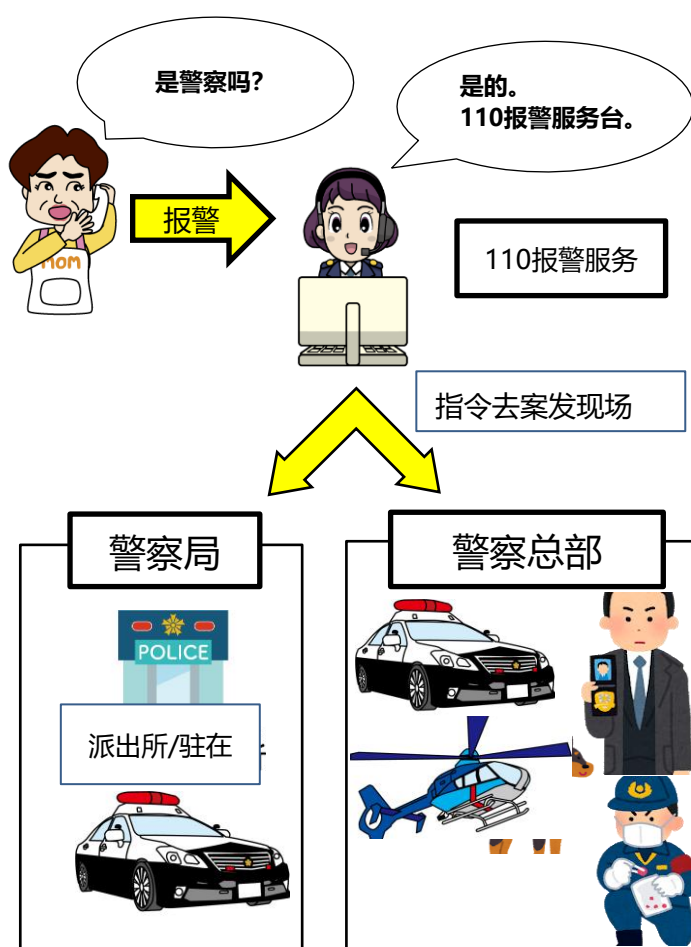 是警察吗?
是的。
110报警服务台。
报警
MOM
110报警服务
指令去案发现场
警察局
警察总部
POLICE
派出所/驻在